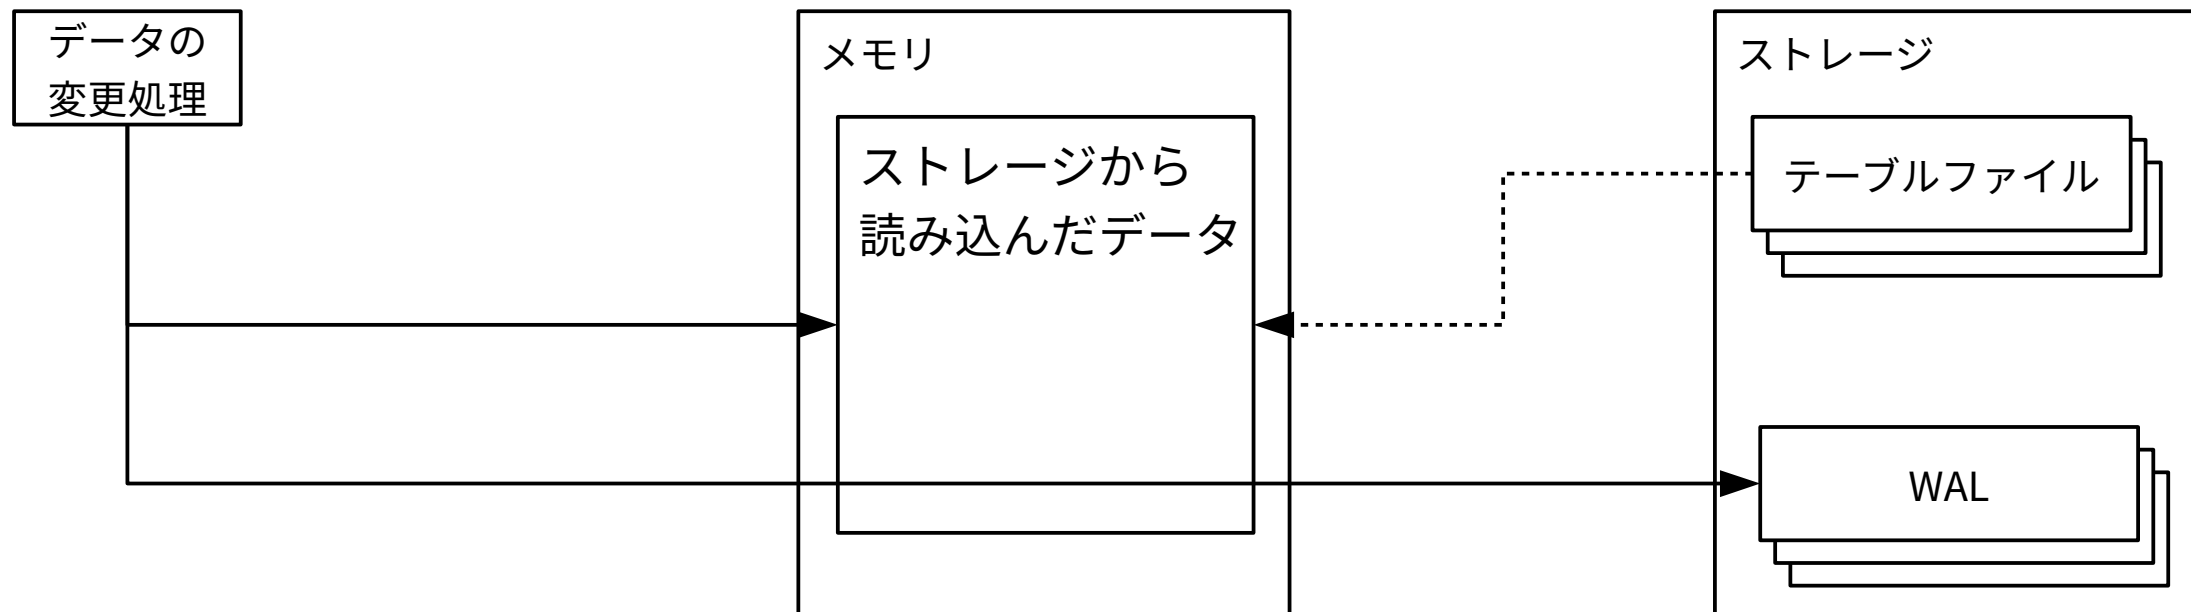 データの
変更処理
メモリ
ストレージから
読み込んだデータ
ストレージ
テーブルファイル
WAL